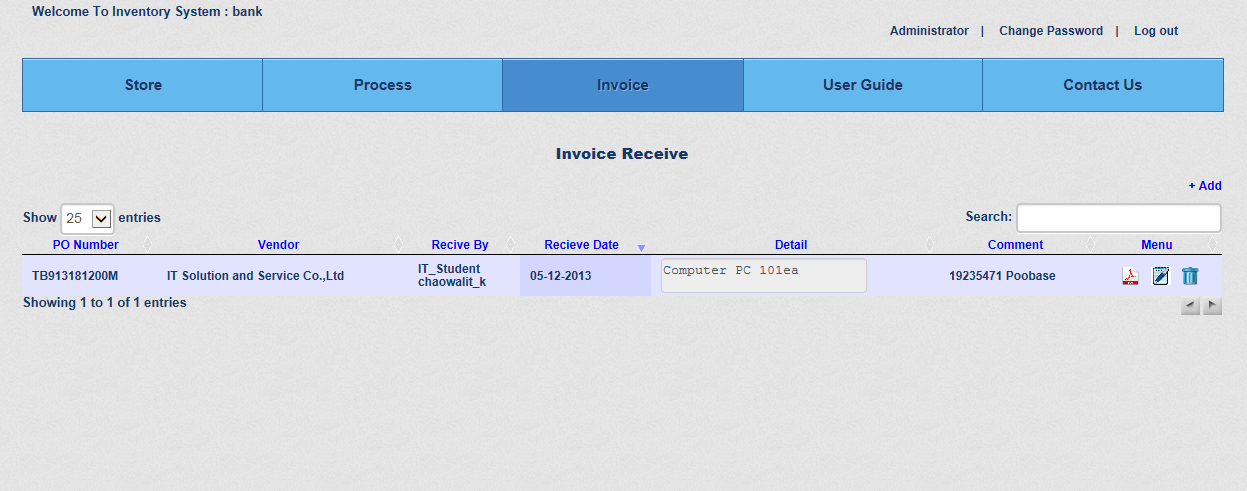 Welcome To Inventory System : bank
Administrator | Change Password | Log out
Store Process Invoice User Guide Contact Us
Invoice Receive
+ Add
Show 25 entries Search:
PO Number Vendor Recive By Recieve Date Detail Comment Menu
TB913181200M IT Solution and Service Co.,Ltd IT_Student 05-12-2013 Computer PC 101ea 19235471 Poobase
chaowalit_k
Showing 1 to 1 of 1 entries